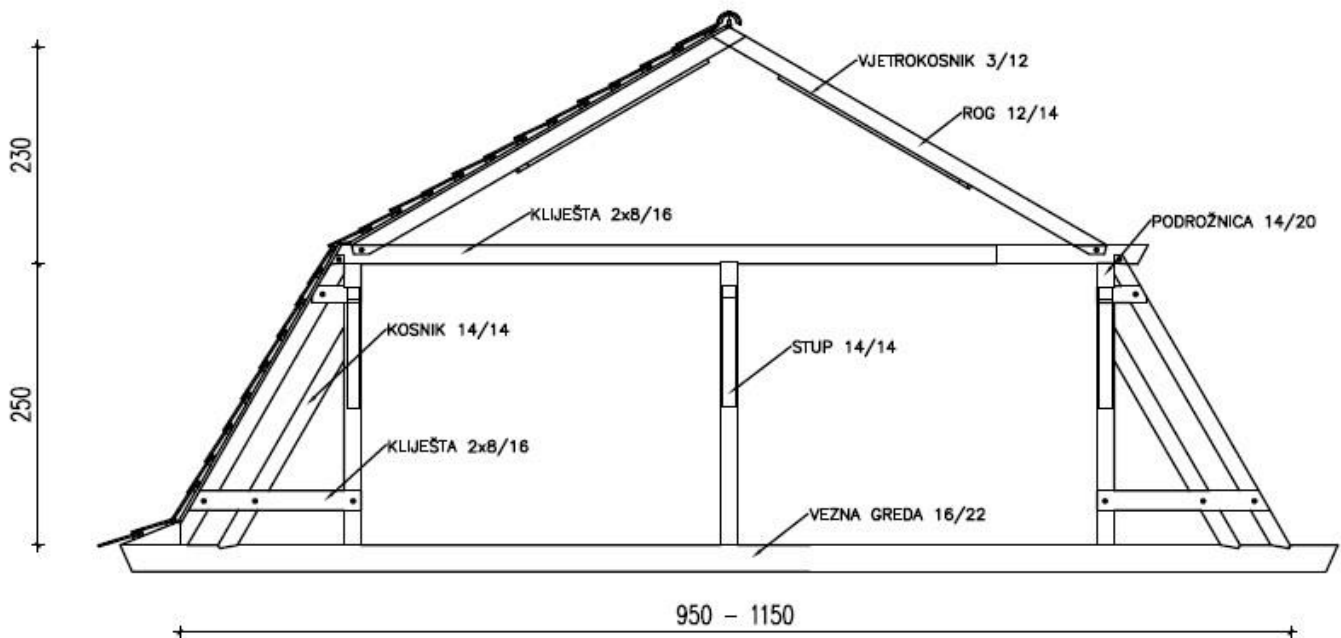 VJETROKOSNIK 3/12
ROG 12/14
230
KLIJEŠTA 2x8/16
PODROŽNICA 14/20
KOSNIK 14/14
STUP 14/14
250
KLIJEŠTA 2x8/16
VEZNA GREDA 16/22
950 - 1150